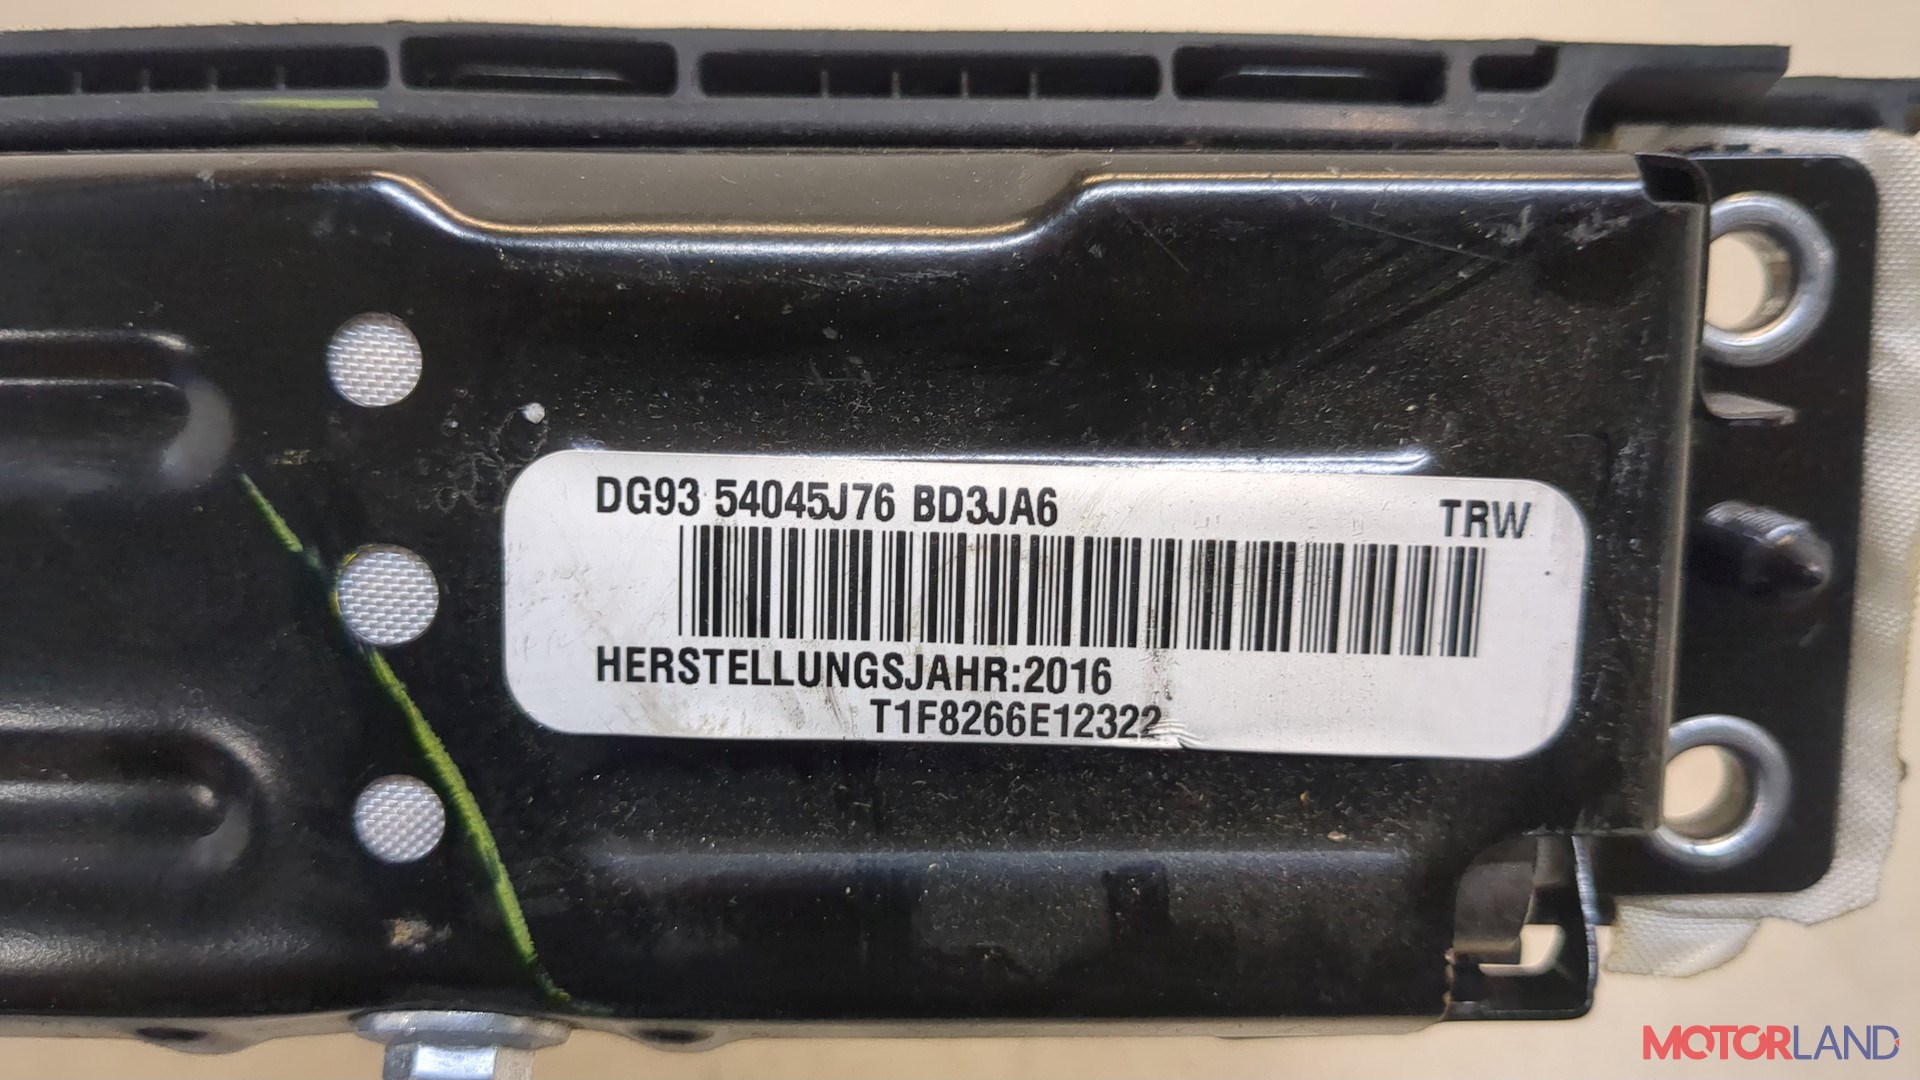 DG93 54045J76 BD3JA6
TRW
HERSTELLUNGSJAHR:2016
T1F8266E12322
MOTORLAND